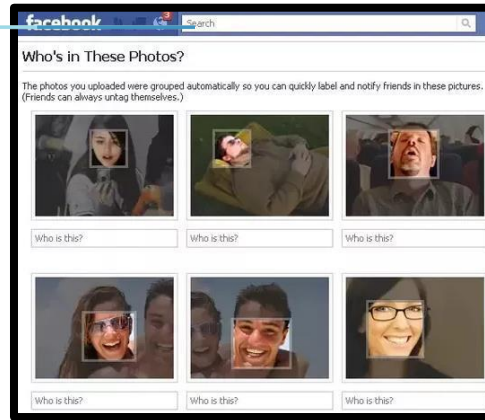 facebook
3
Search
Who's in These Photos?
The photos you uploaded were grouped automatically so you can quickly label and notify friends in these pictures.
(Friends can always untag themselves.)
Who is this?
Who is this?
Who is this?
Who is this?
Who is this?
Who is this?